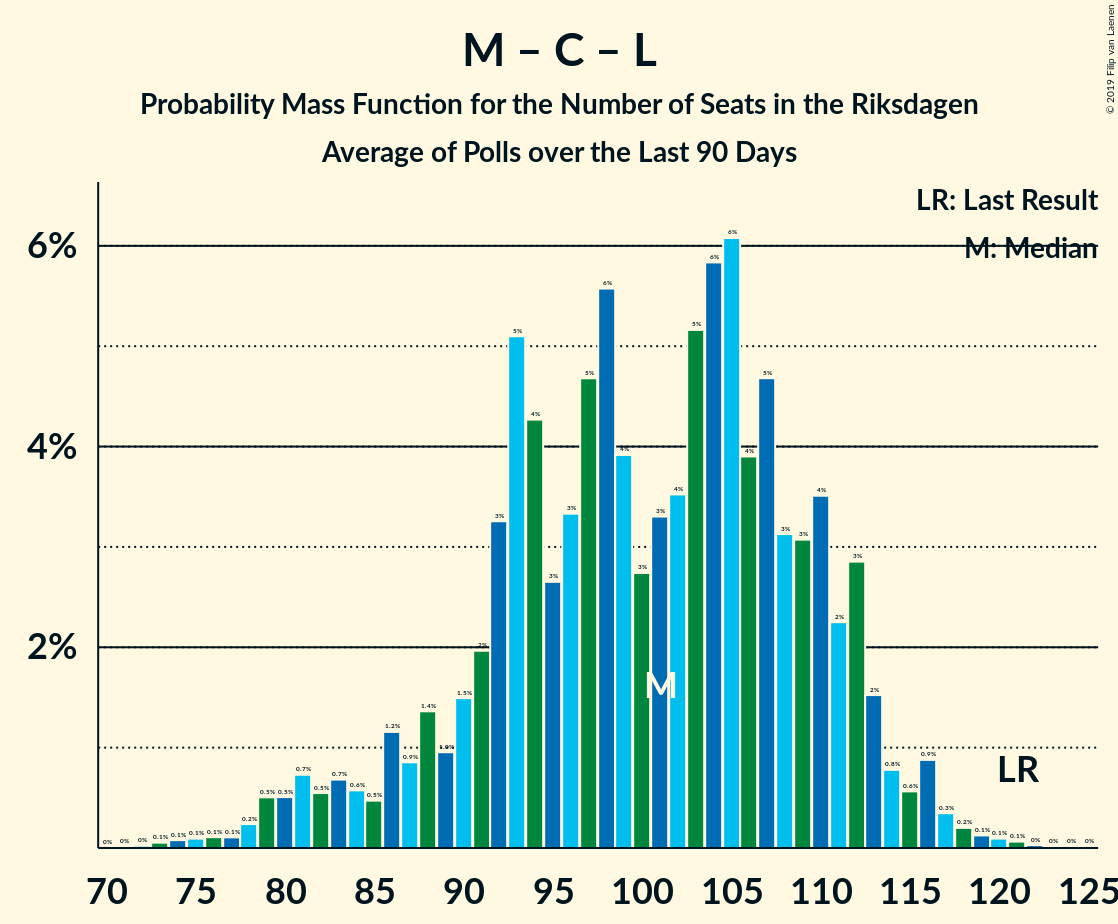 M – C – L
Probability Mass Function for the Number of Seats in the Riksdagen
Average of Polls over the Last 90 Days
© 2019 Filip van Laenen
LR: Last Result
M: Median
6%
4%
2%
0% 0% 0% 0.1% 0.1% 0.1% 0.1% 0.1% 0.2% 0.5% 0.5% 0.7% 0.5% 0.7% 0.6% 0.5% 1.2% 0.9% 1.4% 1.0% 1.5% 2% 3% 5% 4% 3% 3% 5% 6% 4% 3% 3% 4% 5% 6% 6% 4% 5% 3% 3% 4% 2% 3% 2% 0.8% 0.6% 0.9% 0.3% 0.2% 0.1% 0.1% 0.1% 0% 0% 0% 0%
M
LR
70 75 80 85 90 95 100 105 110 115 120 125